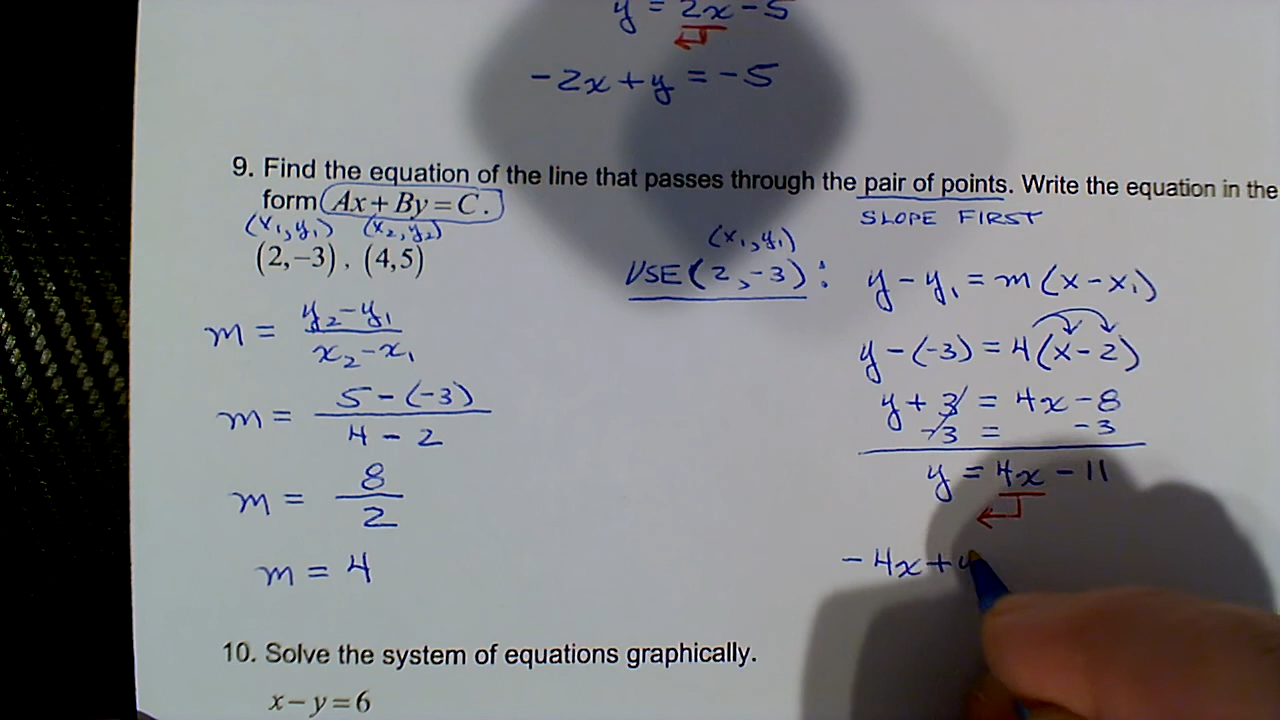 y = 2x - 5
-2x + y = -5
9. Find the equation of the line that passes through the pair of points. Write the equation in the
form Ax + By = C.
SLOPE FIRST
(x₁, y₁) (x₂, y₂)
(2, −3), (4, 5)
m = y₂ - y₁ / x₂ - x₁
m = 5 - (-3) / 4 - 2
m = 8 / 2
m = 4
(x₁, y₁)
USE (2, -3) :
y - y₁ = m(x - x₁)
y - (-3) = 4(x - 2)
y + 3 = 4x - 8
-3 = -3
y = 4x - 11
-4x + y
10. Solve the system of equations graphically.
x − y = 6